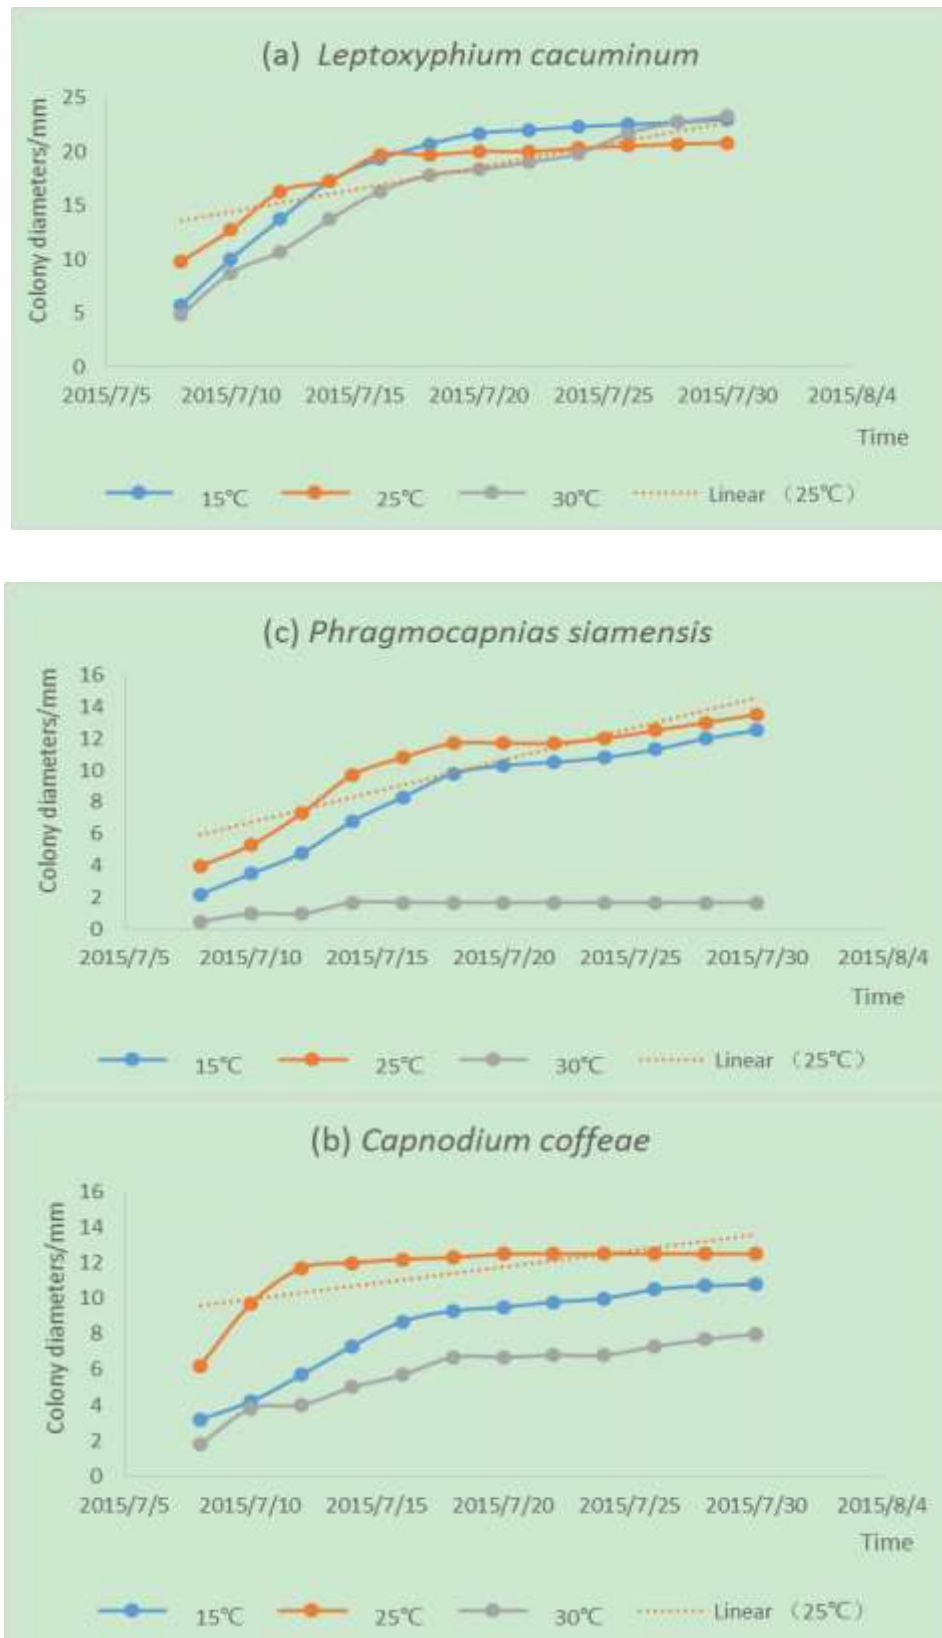 (a) Leptoxyphium cacuminum
Colony diameters/mm
25
20
15
10
5
0
2015/7/5 2015/7/10 2015/7/15 2015/7/20 2015/7/25 2015/7/30 2015/8/4
Time
15℃ 25℃ 30℃ Linear （25℃）
(c) Phragmocapnias siamensis
Colony diameters/mm
16
14
12
10
8
6
4
2
0
2015/7/5 2015/7/10 2015/7/15 2015/7/20 2015/7/25 2015/7/30 2015/8/4
Time
15℃ 25℃ 30℃ Linear （25℃）
(b) Capnodium coffeae
Colony diameters/mm
16
14
12
10
8
6
4
2
0
2015/7/5 2015/7/10 2015/7/15 2015/7/20 2015/7/25 2015/7/30 2015/8/4
Time
15℃ 25℃ 30℃ Linear （25℃）